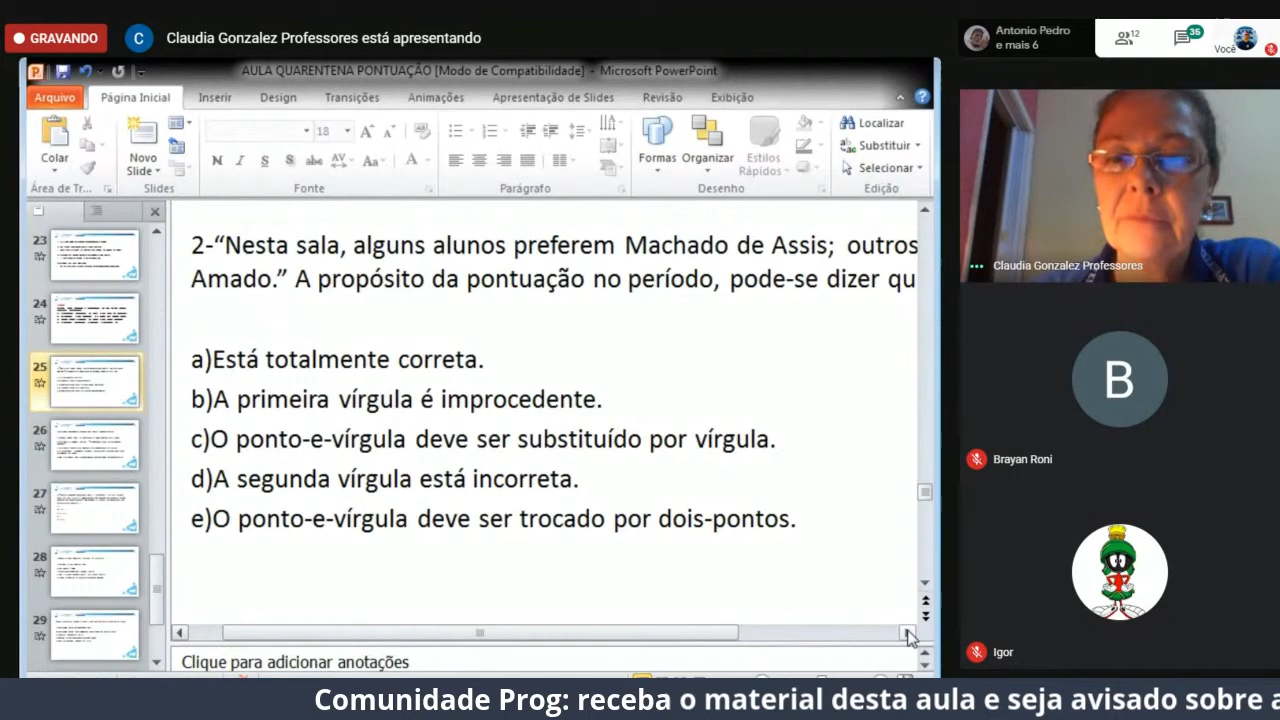 GRAVANDO
C
Claudia Gonzalez Professores está apresentando
Antonio Pedro
e mais 6
12
36
Você
AULA QUARENTENA PONTUAÇÃO [Modo de Compatibilidade] - Microsoft PowerPoint
Arquivo
Página Inicial
Inserir
Design
Transições
Animações
Apresentação de Slides
Revisão
Exibição
Colar
Novo
Slide
18
N I S S abc AV Aa A
Formas
Organizar
Estilos
Rápidos
Localizar
Substituir
Selecionar
Área de Tr...
Slides
Fonte
Parágrafo
Desenho
Edição
23
24
25
26
27
28
29
2-“Nesta sala, alguns alunos preferem Machado de Assis; outros
Amado.” A propósito da pontuação no período, pode-se dizer qu
a)Está totalmente correta.
b)A primeira vírgula é improcedente.
c)O ponto-e-vírgula deve ser substituído por vírgula.
d)A segunda vírgula está incorreta.
e)O ponto-e-vírgula deve ser trocado por dois-pontos.
Clique para adicionar anotações
Claudia Gonzalez Professores
B
Brayan Roni
Igor
Comunidade Prog: receba o material desta aula e seja avisado sobre a